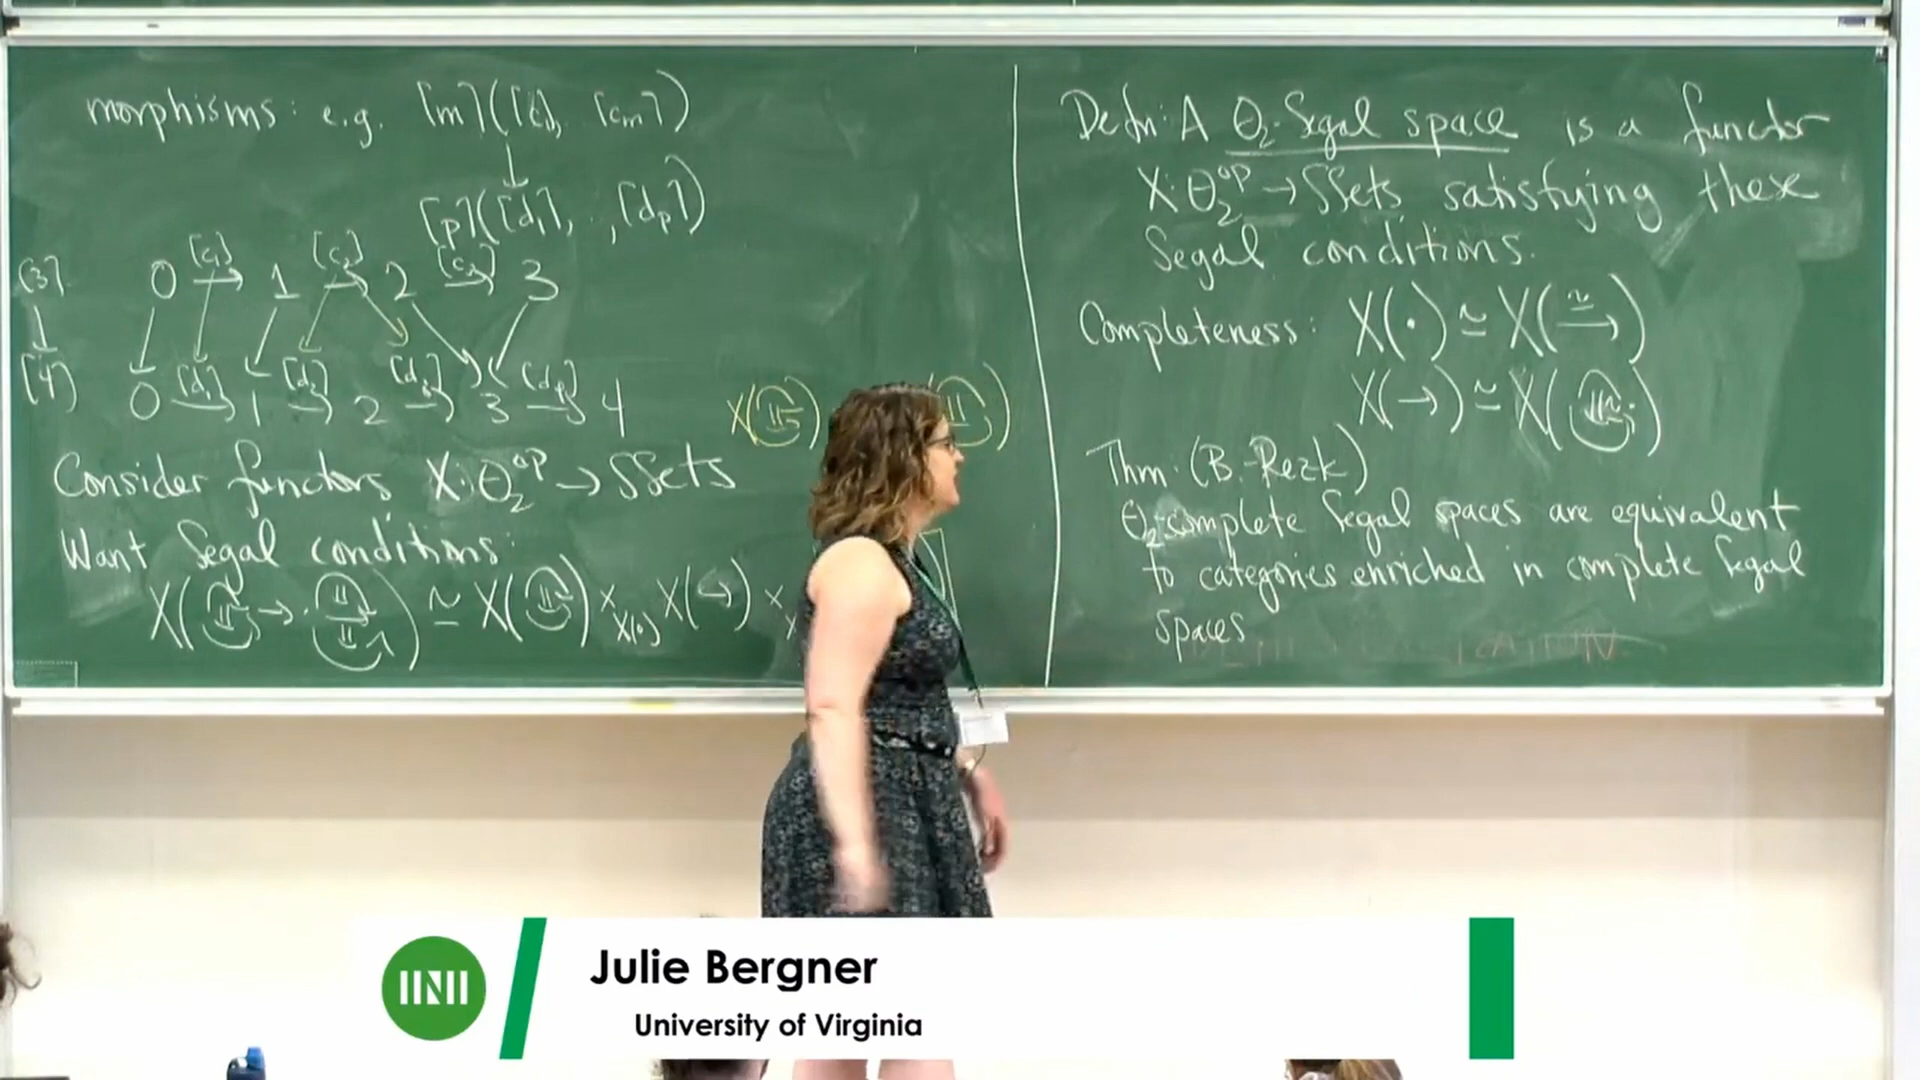 morphisms: e.g. [m]([c₁], [cₘ])
↓
[p]([d₁], ..,[dₚ])
[3] 0 [c₁]→ 1 [c₂]→ 2 [c₃]→ 3
↓
[4] 0 [d₁]→ 1 [d₂]→ 2 [d₃]→ 3 [d₄]→ 4
Consider functors X: Θ₂ᵒᵖ → SSets
Want Segal conditions:
≃ X( ) ×_X(•) X(→) ×
Defn: A Θ₂-Segal space is a functor
X: Θ₂ᵒᵖ → SSets satisfying these
Segal conditions.
Completeness: X(•) ≃ X(→̃)
X(→) ≃ X( )
Thm. (B.-Rezk)
Θ₂-complete Segal spaces are equivalent
to categories enriched in complete Segal
spaces
Julie Bergner
University of Virginia